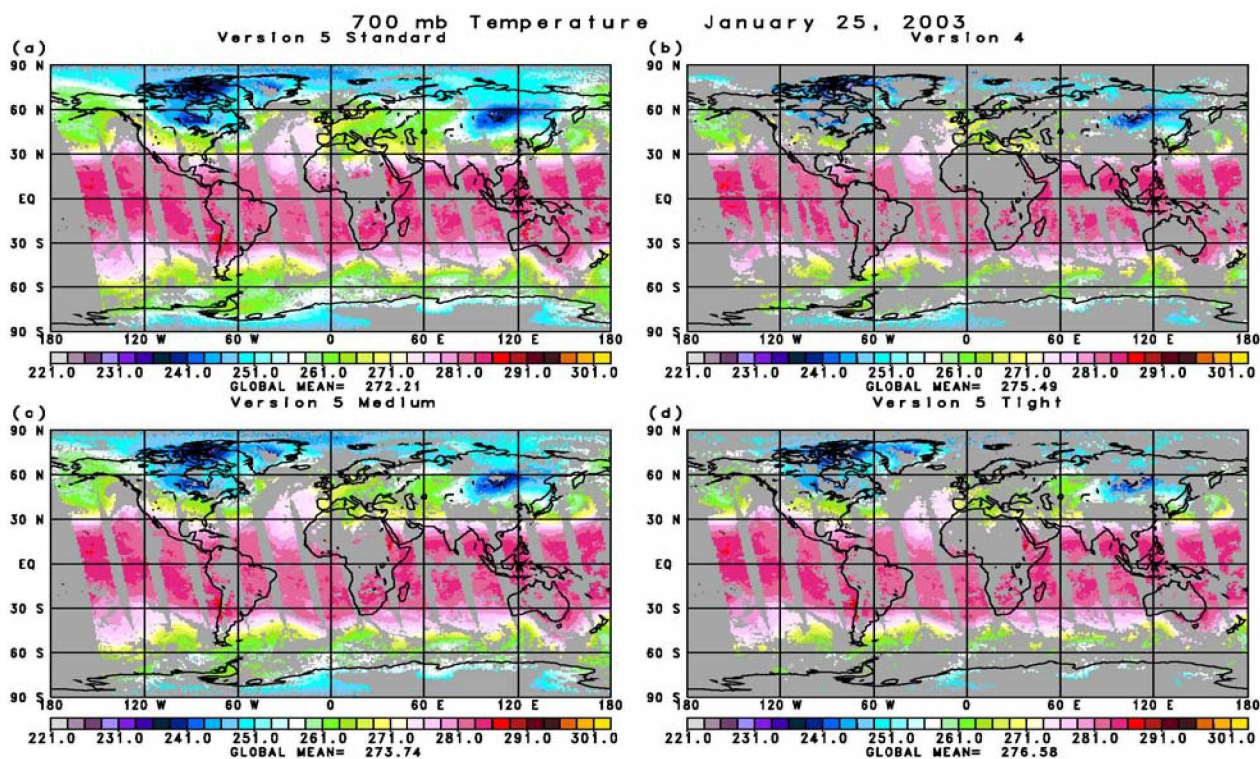 700 mb Temperature January 25, 2003
(a) Version 5 Standard
90 N
60 N
30 N
EQ
30 S
60 S
90 S
180 120 W 60 W 0 60 E 120 E 180
221.0 231.0 241.0 251.0 261.0 271.0 281.0 291.0 301.0
GLOBAL MEAN= 272.21
(b) Version 4
90 N
60 N
30 N
EQ
30 S
60 S
90 S
180 120 W 60 W 0 60 E 120 E 180
221.0 231.0 241.0 251.0 261.0 271.0 281.0 291.0 301.0
GLOBAL MEAN= 275.49
(c) Version 5 Medium
90 N
60 N
30 N
EQ
30 S
60 S
90 S
180 120 W 60 W 0 60 E 120 E 180
221.0 231.0 241.0 251.0 261.0 271.0 281.0 291.0 301.0
GLOBAL MEAN= 273.74
(d) Version 5 Tight
90 N
60 N
30 N
EQ
30 S
60 S
90 S
180 120 W 60 W 0 60 E 120 E 180
221.0 231.0 241.0 251.0 261.0 271.0 281.0 291.0 301.0
GLOBAL MEAN= 276.58